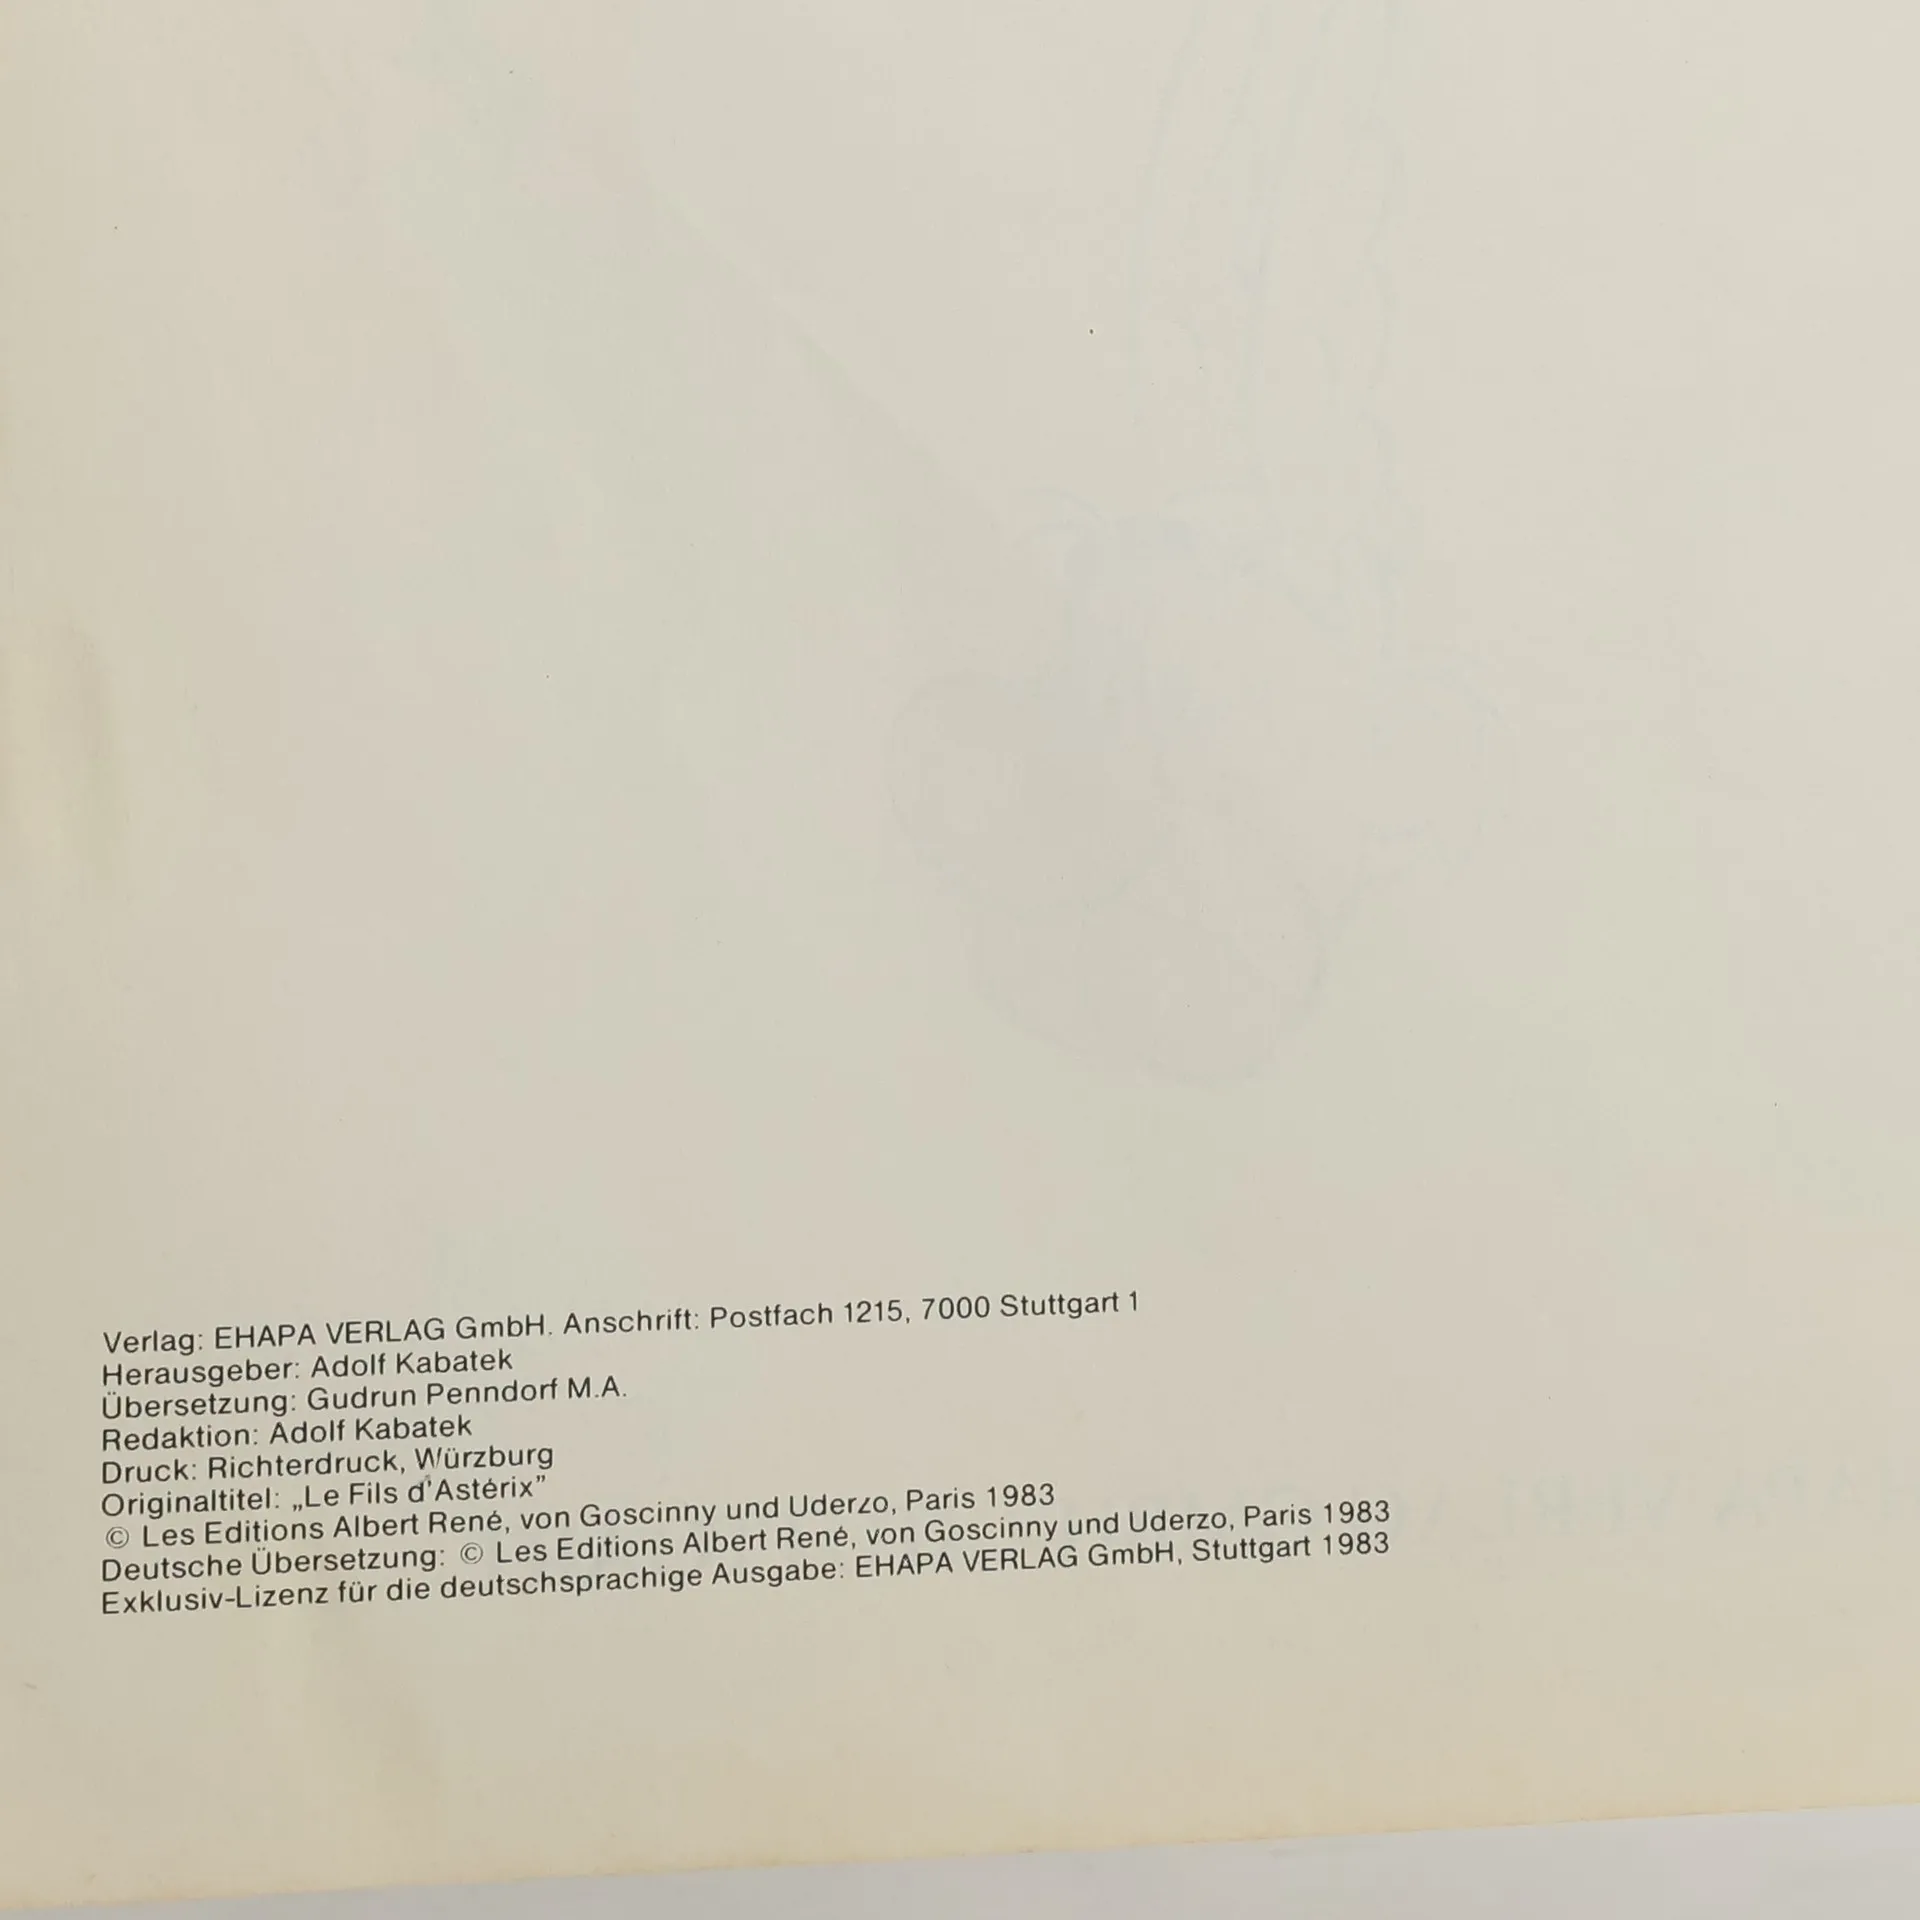 Verlag: EHAPA VERLAG GmbH. Anschrift: Postfach 1215, 7000 Stuttgart 1
Herausgeber: Adolf Kabatek
Übersetzung: Gudrun Penndorf M.A.
Redaktion: Adolf Kabatek
Druck: Richterdruck, Würzburg
Originaltitel: „Le Fils d'Astérix”
© Les Editions Albert René, von Goscinny und Uderzo, Paris 1983
Deutsche Übersetzung: © Les Editions Albert René, von Goscinny und Uderzo, Paris 1983
Exklusiv-Lizenz für die deutschsprachige Ausgabe: EHAPA VERLAG GmbH, Stuttgart 1983